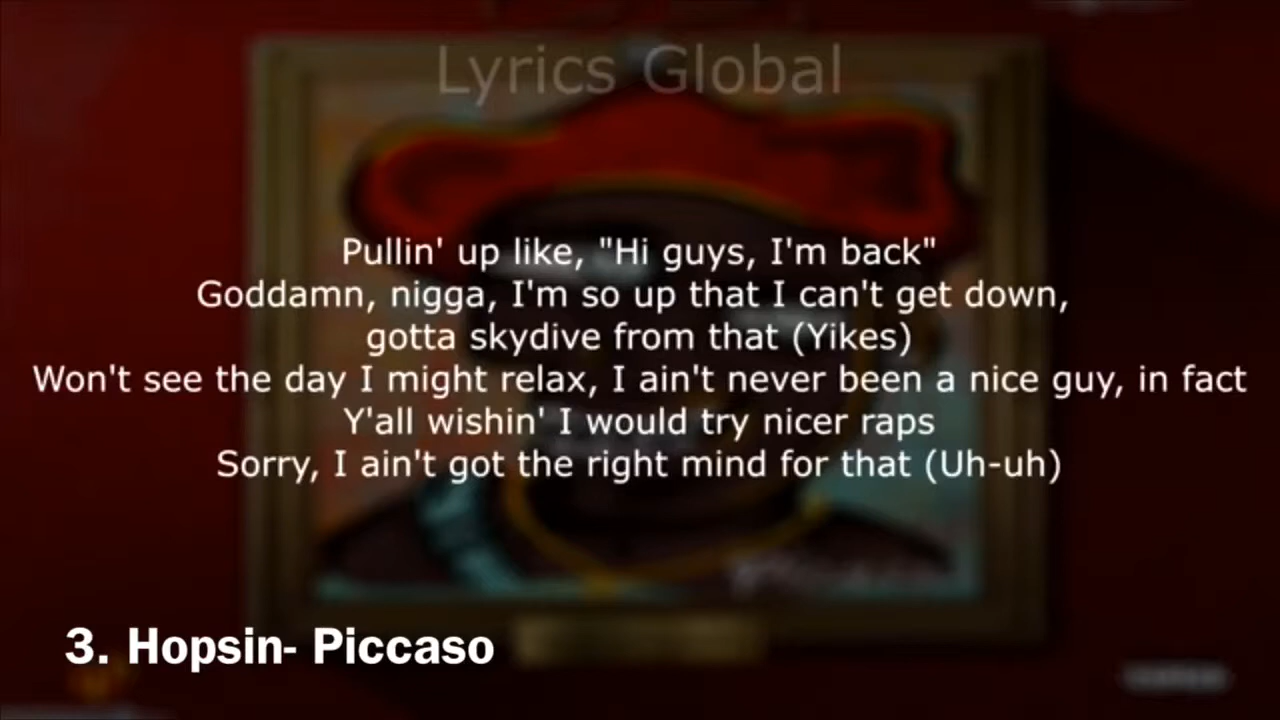 Lyrics Global
Pullin' up like, "Hi guys, I'm back"
Goddamn, nigga, I'm so up that I can't get down,
gotta skydive from that (Yikes)
Won't see the day I might relax, I ain't never been a nice guy, in fact
Y'all wishin' I would try nicer raps
Sorry, I ain't got the right mind for that (Uh-uh)
3. Hopsin- Piccaso